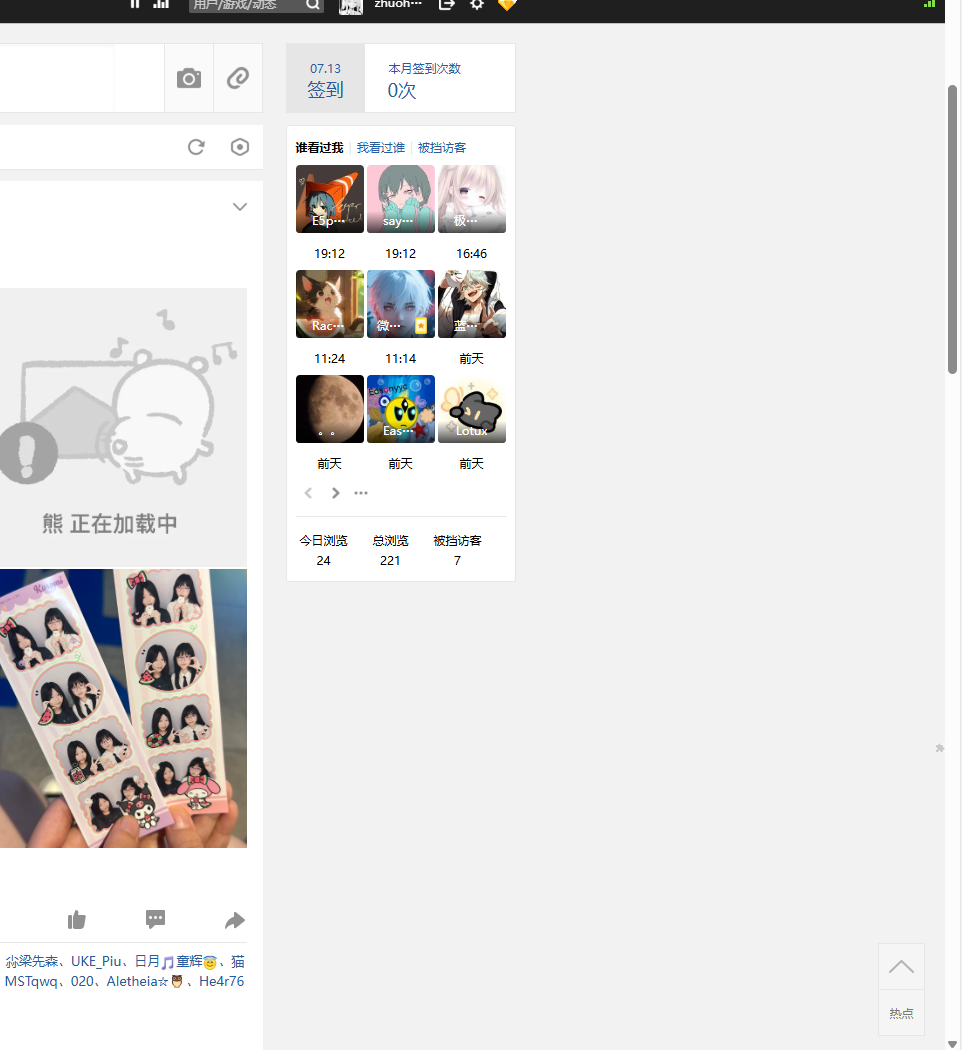 用户/游戏/动态
zhuoh···
07.13
签到
本月签到次数
0次
谁看过我
我看过谁
被挡访客
E5p···
say···
极···
19:12
19:12
16:46
Rac···
微···
蓝···
11:24
11:14
前天
。。
Eas···
Lotux
前天
前天
前天
今日浏览
总浏览
被挡访客
24
221
7
熊 正在加载中
尛梁先森、UKE_Piu、日月🎵童辉😇、猫
MSTqwq、020、Aletheia☆🦉、He4r76
热点